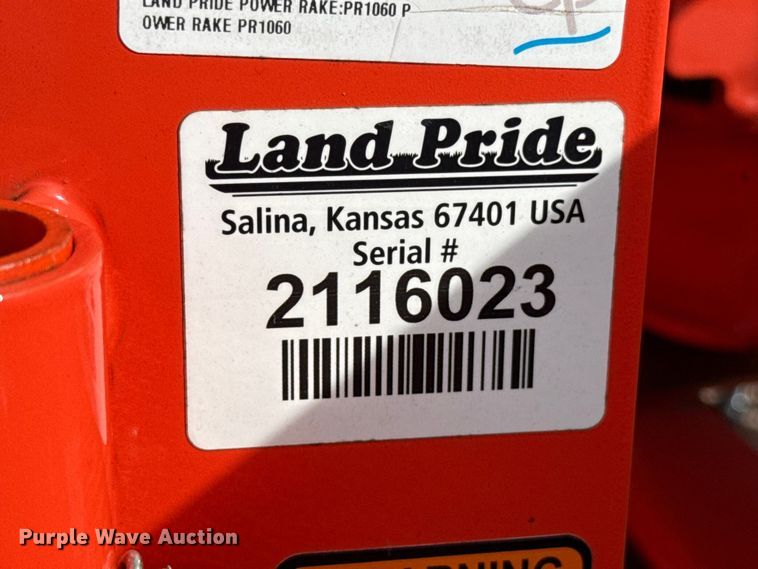 LAND PRIDE POWER RAKE:PR1060 P
OWER RAKE PR1060
Land Pride
Salina, Kansas 67401 USA
Serial #
2116023
Purple Wave Auction